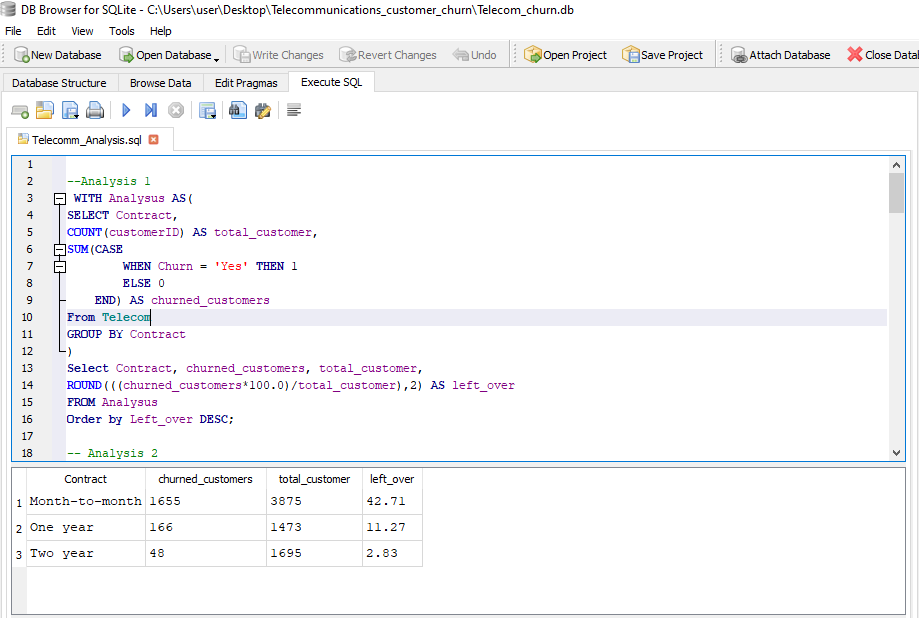 DB Browser for SQLite - C:\Users\user\Desktop\Telecommunications_customer_churn\Telecom_churn.db
File Edit View Tools Help
New Database Open Database Write Changes Revert Changes Undo Open Project Save Project Attach Database Close Datal
Database Structure Browse Data Edit Pragmas Execute SQL
Telecomm_Analysis.sql
1
2 --Analysis 1
3 WITH Analysus AS(
4 SELECT Contract,
5 COUNT(customerID) AS total_customer,
6 SUM(CASE
7 WHEN Churn = 'Yes' THEN 1
8 ELSE 0
9 END) AS churned_customers
10 From Telecom
11 GROUP BY Contract
12 )
13 Select Contract, churned_customers, total_customer,
14 ROUND(((churned_customers*100.0)/total_customer),2) AS left_over
15 FROM Analysus
16 Order by Left_over DESC;
17
18 -- Analysis 2
Contract churned_customers total_customer left_over
1 Month-to-month 1655 3875 42.71
2 One year 166 1473 11.27
3 Two year 48 1695 2.83